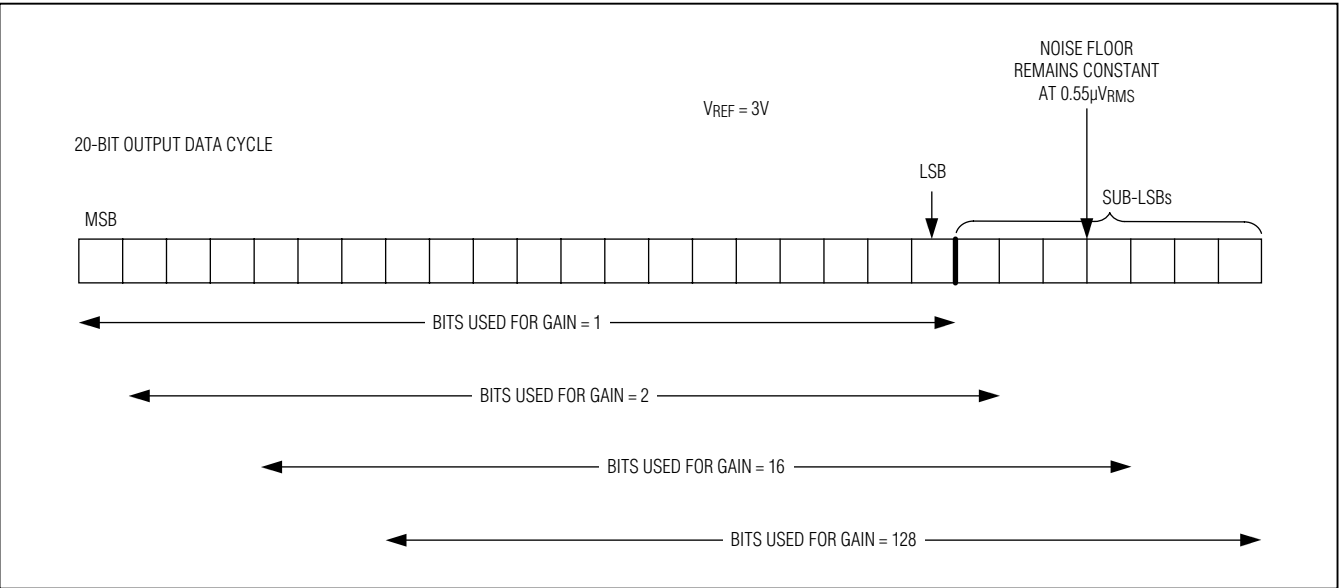 NOISE FLOOR
REMAINS CONSTANT
AT 0.55µVRMS
VREF = 3V
20-BIT OUTPUT DATA CYCLE
LSB
SUB-LSBs
MSB
BITS USED FOR GAIN = 1
BITS USED FOR GAIN = 2
BITS USED FOR GAIN = 16
BITS USED FOR GAIN = 128